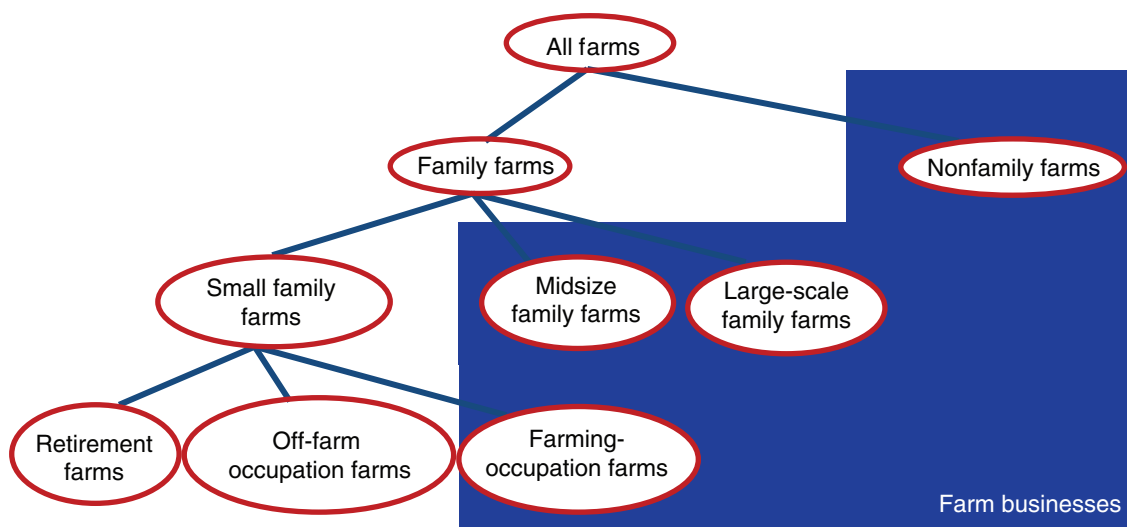 All farms
Family farms
Nonfamily farms
Small family
farms
Midsize
family farms
Large-scale
family farms
Retirement
farms
Off-farm
occupation farms
Farming-
occupation farms
Farm businesses